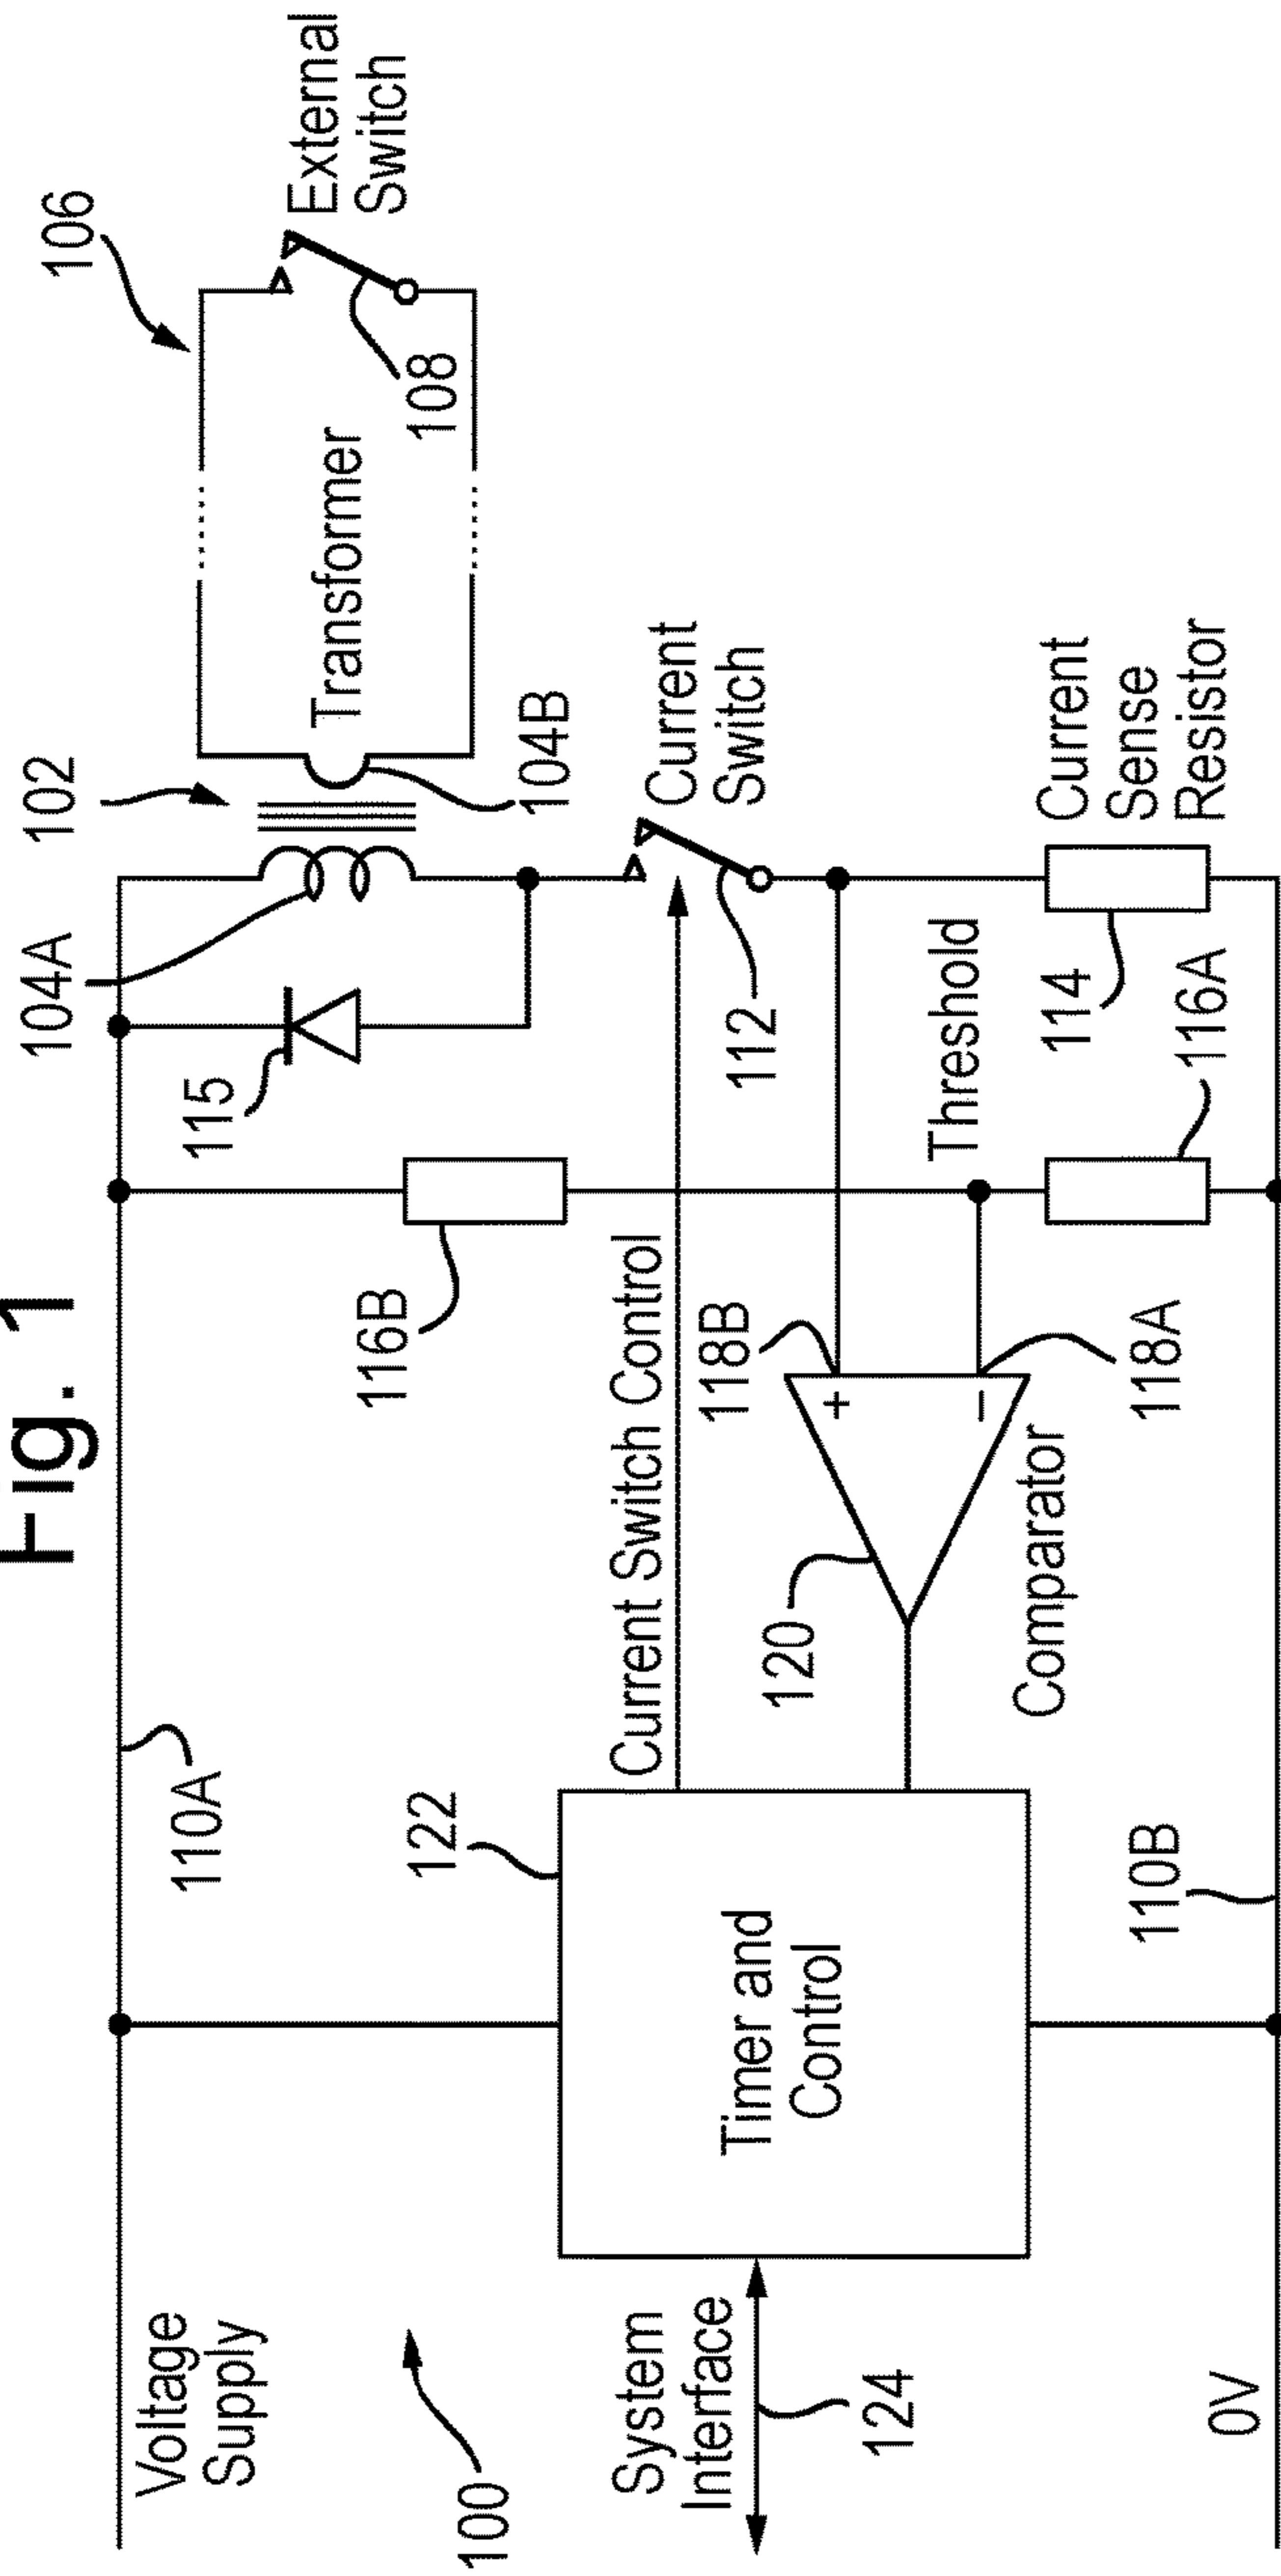 Fig. 1
Voltage
Supply
110A
104A
102
106
External
Switch
115
Transformer
108
116B
104B
100
122
Current Switch Control
Current
Switch
System
Interface
124
Timer and
Control
120
118B
+
−
112
Threshold
Comparator
118A
114
Current
Sense
Resistor
116A
110B
0V